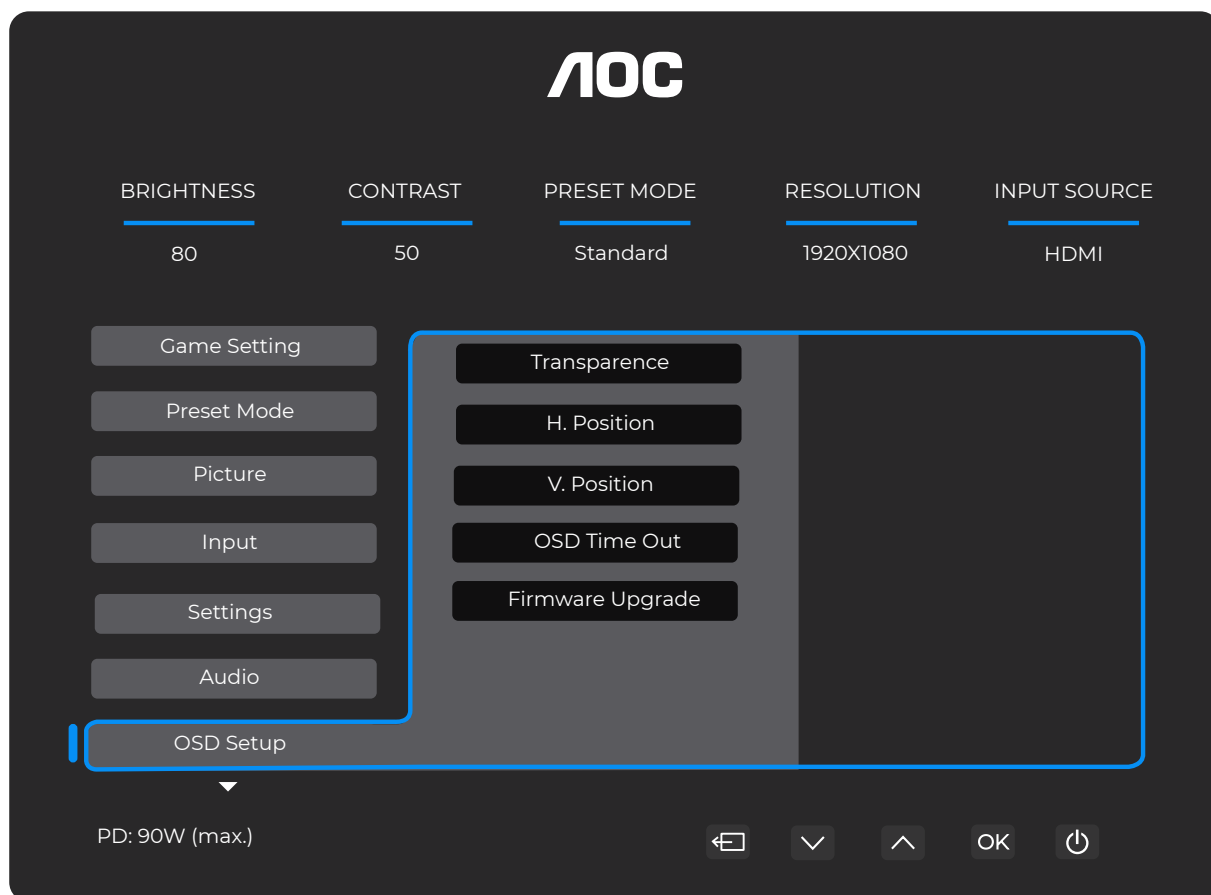 AOC
BRIGHTNESS CONTRAST PRESET MODE RESOLUTION INPUT SOURCE
80 50 Standard 1920X1080 HDMI
Game Setting
Preset Mode
Picture
Input
Settings
Audio
OSD Setup
Transparence
H. Position
V. Position
OSD Time Out
Firmware Upgrade
PD: 90W (max.)
OK